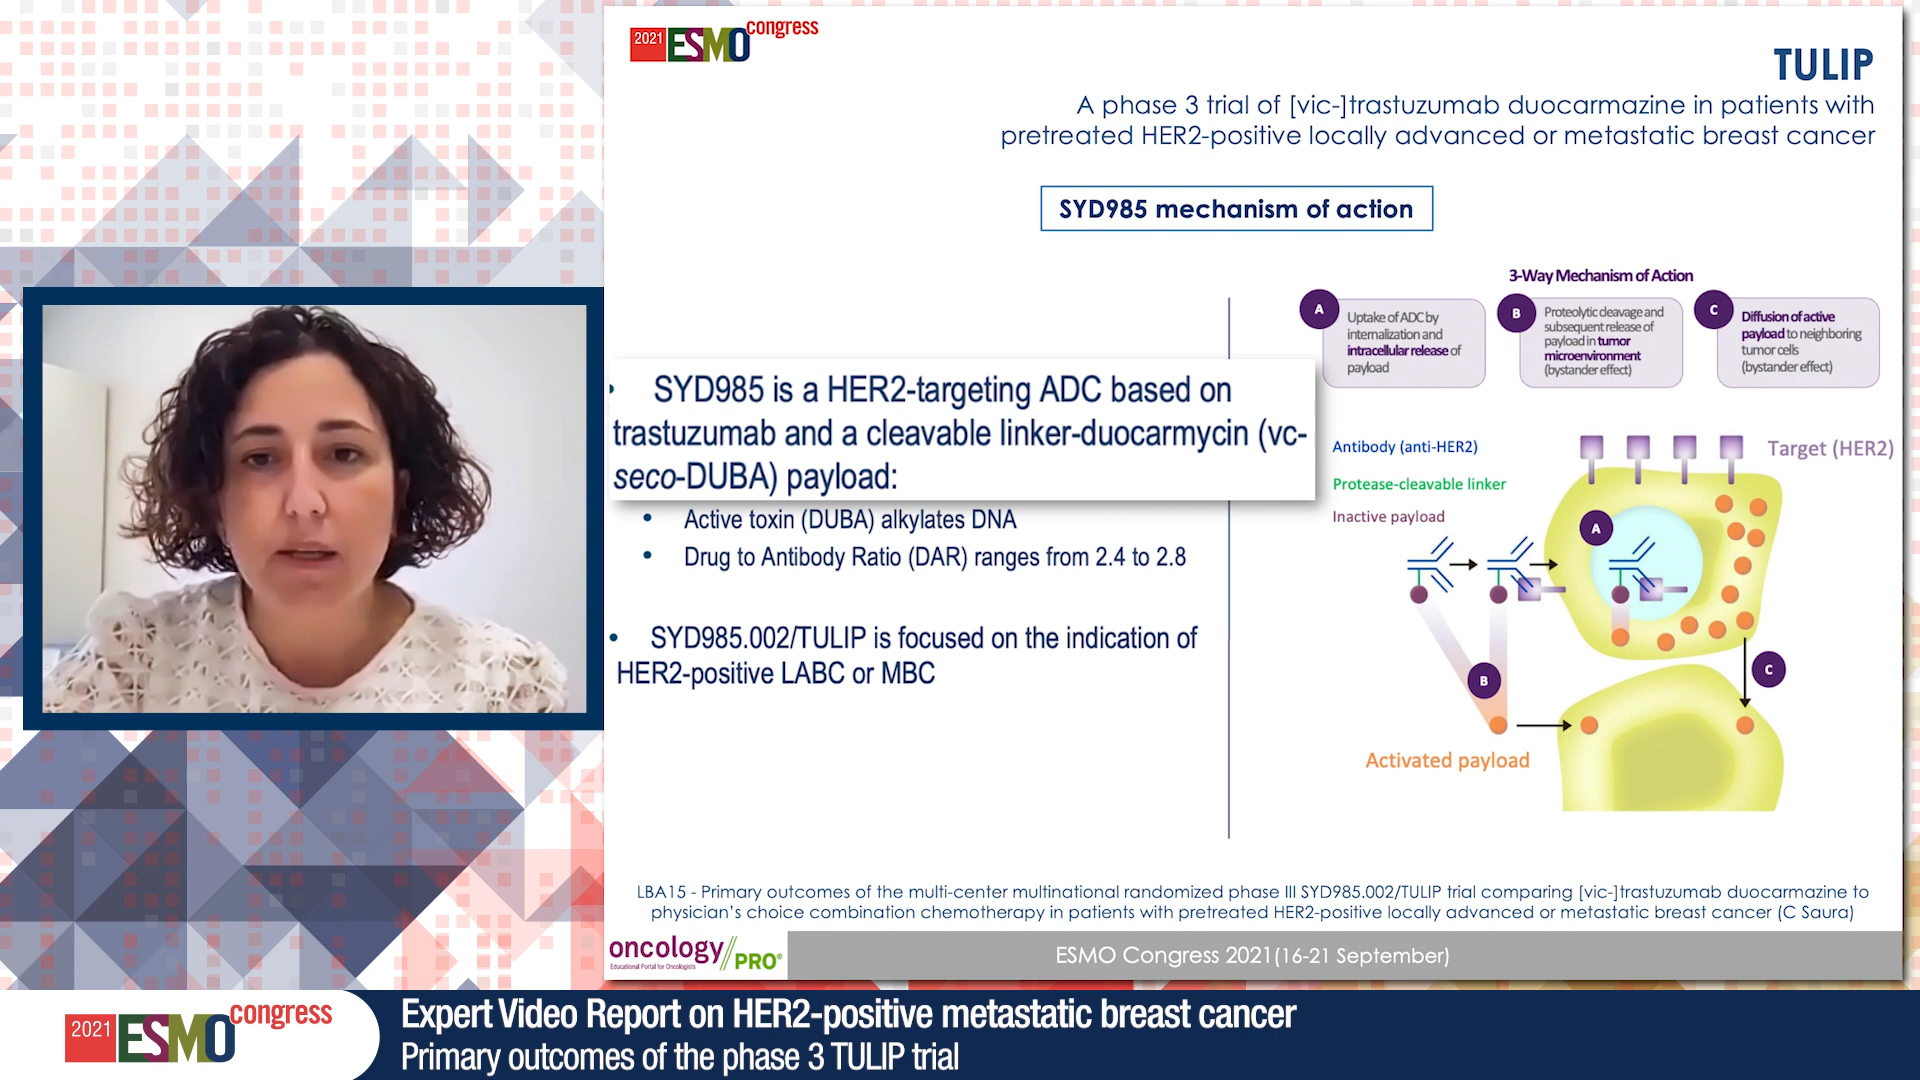 2021 ESMO congress
TULIP
A phase 3 trial of [vic-]trastuzumab duocarmazine in patients with
pretreated HER2-positive locally advanced or metastatic breast cancer
SYD985 mechanism of action
• SYD985 is a HER2-targeting ADC based on
trastuzumab and a cleavable linker-duocarmycin (vc-
seco-DUBA) payload:
• Active toxin (DUBA) alkylates DNA
• Drug to Antibody Ratio (DAR) ranges from 2.4 to 2.8
• SYD985.002/TULIP is focused on the indication of
HER2-positive LABC or MBC
3-Way Mechanism of Action
A
Uptake of ADC by
internalization and
intracellular release of
payload
B
Proteolytic cleavage and
subsequent release of
payload in tumor
microenvironment
(bystander effect)
C
Diffusion of active
payload to neighboring
tumor cells
(bystander effect)
Antibody (anti-HER2)
Target (HER2)
Protease-cleavable linker
Inactive payload
A
B
C
Activated payload
LBA15 - Primary outcomes of the multi-center multinational randomized phase III SYD985.002/TULIP trial comparing [vic-]trastuzumab duocarmazine to
physician's choice combination chemotherapy in patients with pretreated HER2-positive locally advanced or metastatic breast cancer (C Saura)
oncology//PRO®
Educational Portal for Oncologists
ESMO Congress 2021(16-21 September)
2021 ESMO congress
Expert Video Report on HER2-positive metastatic breast cancer
Primary outcomes of the phase 3 TULIP trial